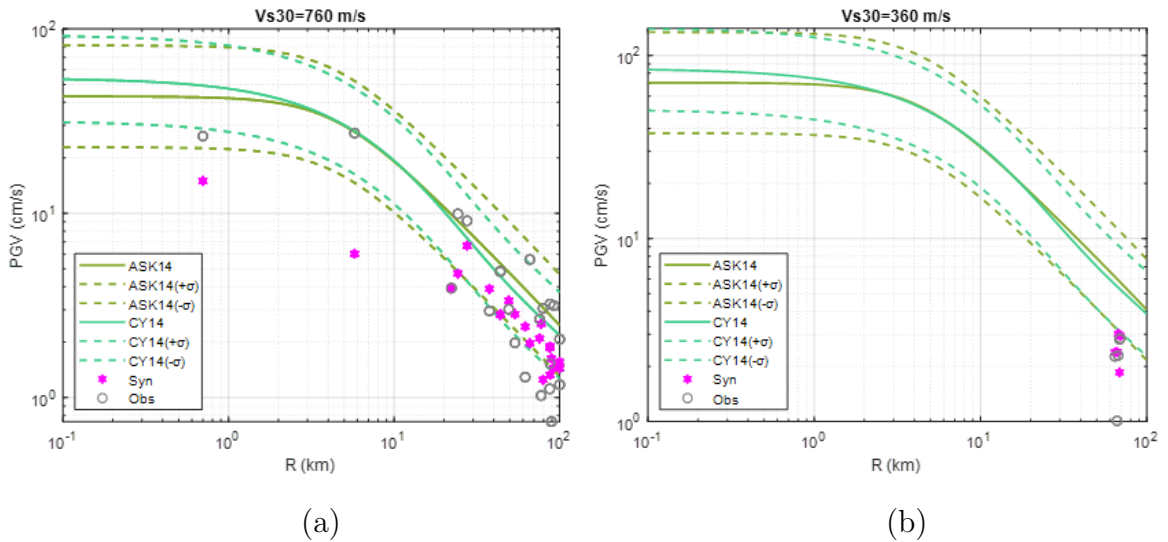 Vs30=760 m/s
10^2
10^1
10^0
PGV (cm/s)
ASK14
ASK14(+σ)
ASK14(-σ)
CY14
CY14(+σ)
CY14(-σ)
Syn
Obs
10^-1
10^0
10^1
10^2
R (km)
(a)
Vs30=360 m/s
10^2
10^1
10^0
PGV (cm/s)
ASK14
ASK14(+σ)
ASK14(-σ)
CY14
CY14(+σ)
CY14(-σ)
Syn
Obs
10^-1
10^0
10^1
10^2
R (km)
(b)